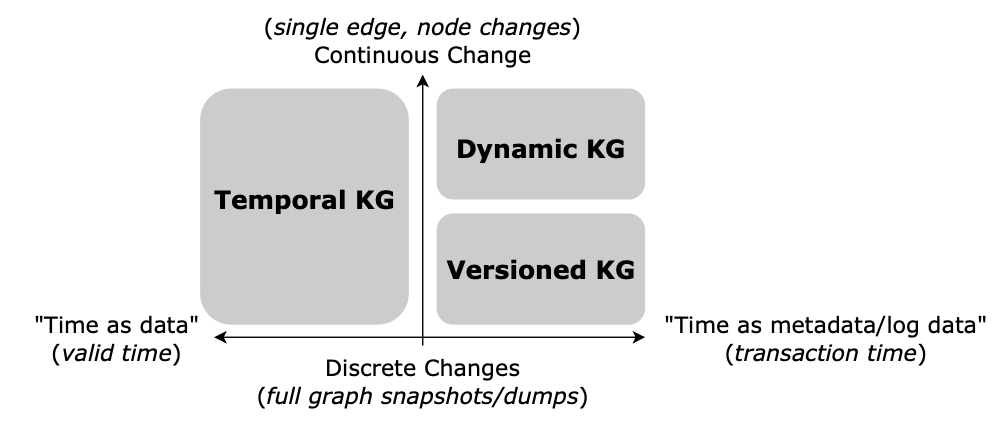 (single edge, node changes)
Continuous Change
Dynamic KG
Temporal KG
Versioned KG
"Time as data"
(valid time)
"Time as metadata/log data"
(transaction time)
Discrete Changes
(full graph snapshots/dumps)